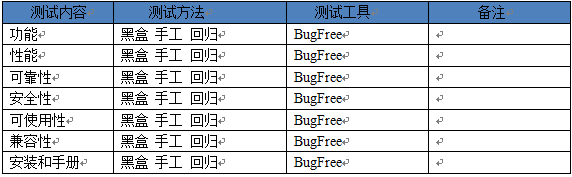 测试内容 测试方法 测试工具 备注
功能 黑盒 手工 回归 BugFree
性能 黑盒 手工 回归 BugFree
可靠性 黑盒 手工 回归 BugFree
安全性 黑盒 手工 回归 BugFree
可使用性 黑盒 手工 回归 BugFree
兼容性 黑盒 手工 回归 BugFree
安装和手册 黑盒 手工 回归 BugFree